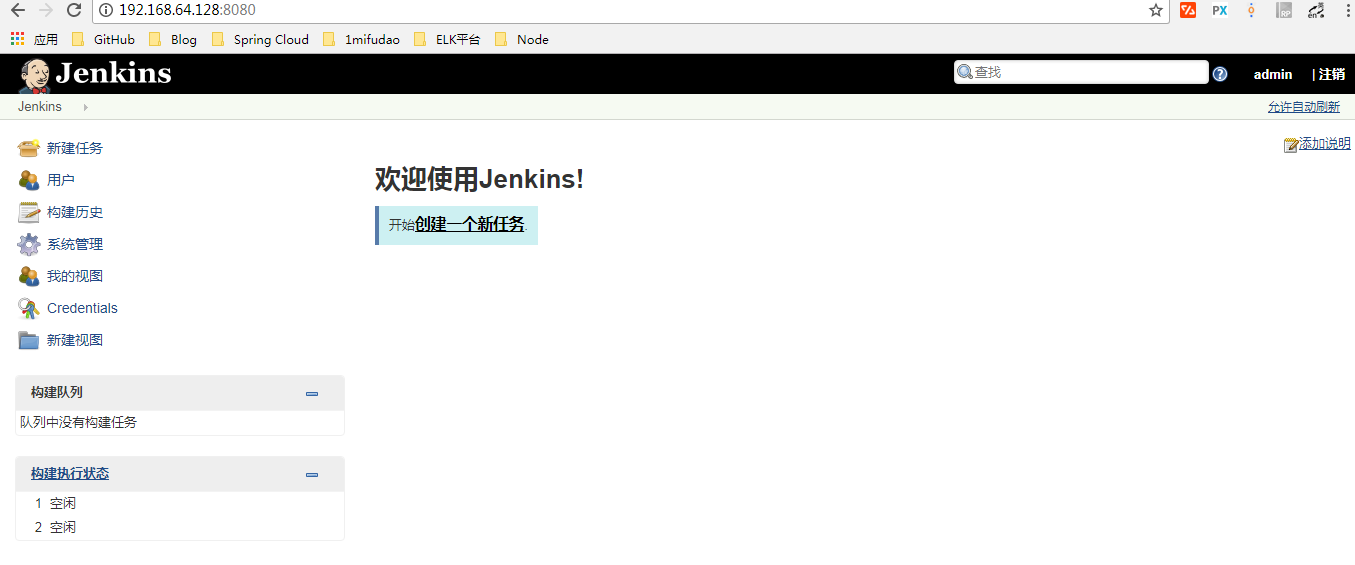 192.168.64.128:8080
应用 GitHub Blog Spring Cloud 1mifudao ELK平台 Node
Jenkins 查找 admin | 注销
Jenkins 允许自动刷新
添加说明
新建任务
用户
构建历史
系统管理
我的视图
Credentials
新建视图
欢迎使用Jenkins!
开始创建一个新任务.
构建队列
队列中没有构建任务
构建执行状态
1 空闲
2 空闲